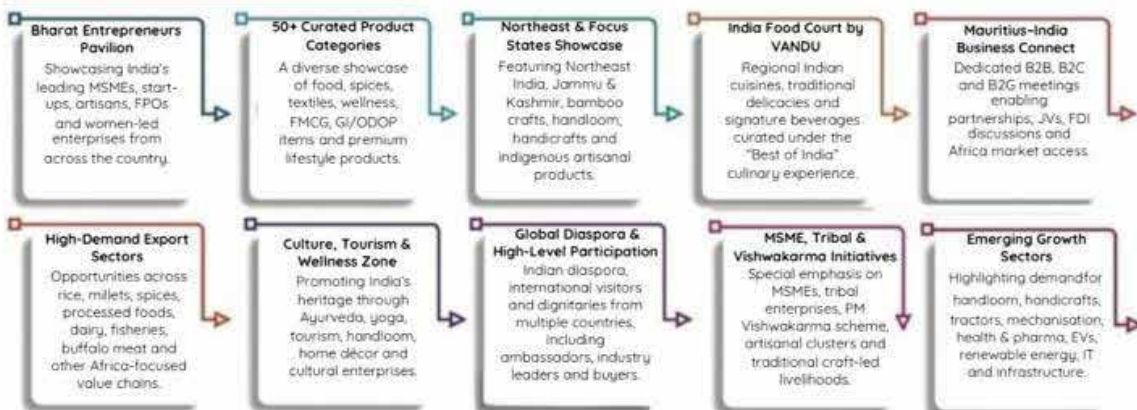 Bharat Entrepreneurs
Pavilion
Showcasing India's
leading MSMEs, start-
ups, artisans, FPOs
and women-led
enterprises from
across the country.
50+ Curated Product
Categories
A diverse showcase
of food, spices,
textiles, wellness,
FMCG, GI/ODOP
items and premium
lifestyle products.
Northeast & Focus
States Showcase
Featuring Northeast
India, Jammu &
Kashmir, bamboo
crafts, handloom,
handicrafts and
indigenous artisanal
products.
India Food Court by
VANDU
Regional Indian
cuisines, traditional
delicacies and
signature beverages
curated under the
"Best of India"
culinary experience.
Mauritius–India
Business Connect
Dedicated B2B, B2C
and B2G meetings
enabling
partnerships, JVs, FDI
discussions and
Africa market access.
High-Demand Export
Sectors
Opportunities across
rice, millets, spices,
processed foods,
dairy, fisheries,
buffalo meat and
other Africa-focused
value chains.
Culture, Tourism &
Wellness Zone
Promoting India's
heritage through
Ayurveda, yoga,
tourism, handloom,
home décor and
cultural enterprises.
Global Diaspora &
High-Level Participation
Indian diaspora,
international visitors
and dignitaries from
multiple countries,
including
ambassadors, industry
leaders and buyers.
MSME, Tribal &
Vishwakarma Initiatives
Special emphasis on
MSMEs, tribal
enterprises, PM
Vishwakarma scheme,
artisanal clusters and
traditional craft-led
livelihoods.
Emerging Growth
Sectors
Highlighting demandfor
handloom, handicrafts,
tractors, mechanisation,
health & pharma, EVs,
renewable energy, IT
and infrastructure.